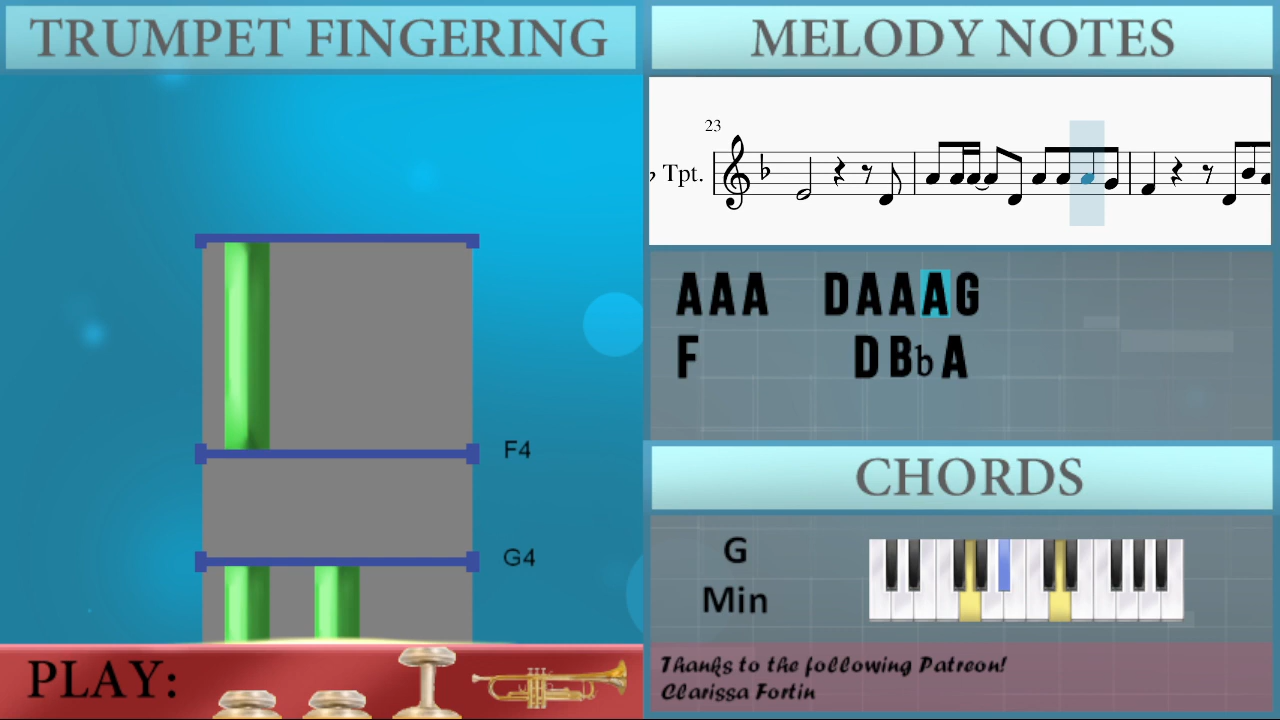 TRUMPET FINGERING
MELODY NOTES
23
♭ Tpt.
AAA DAAAG
F DBbA
F4
G4
CHORDS
G
Min
PLAY:
Thanks to the following Patreon!
Clarissa Fortin